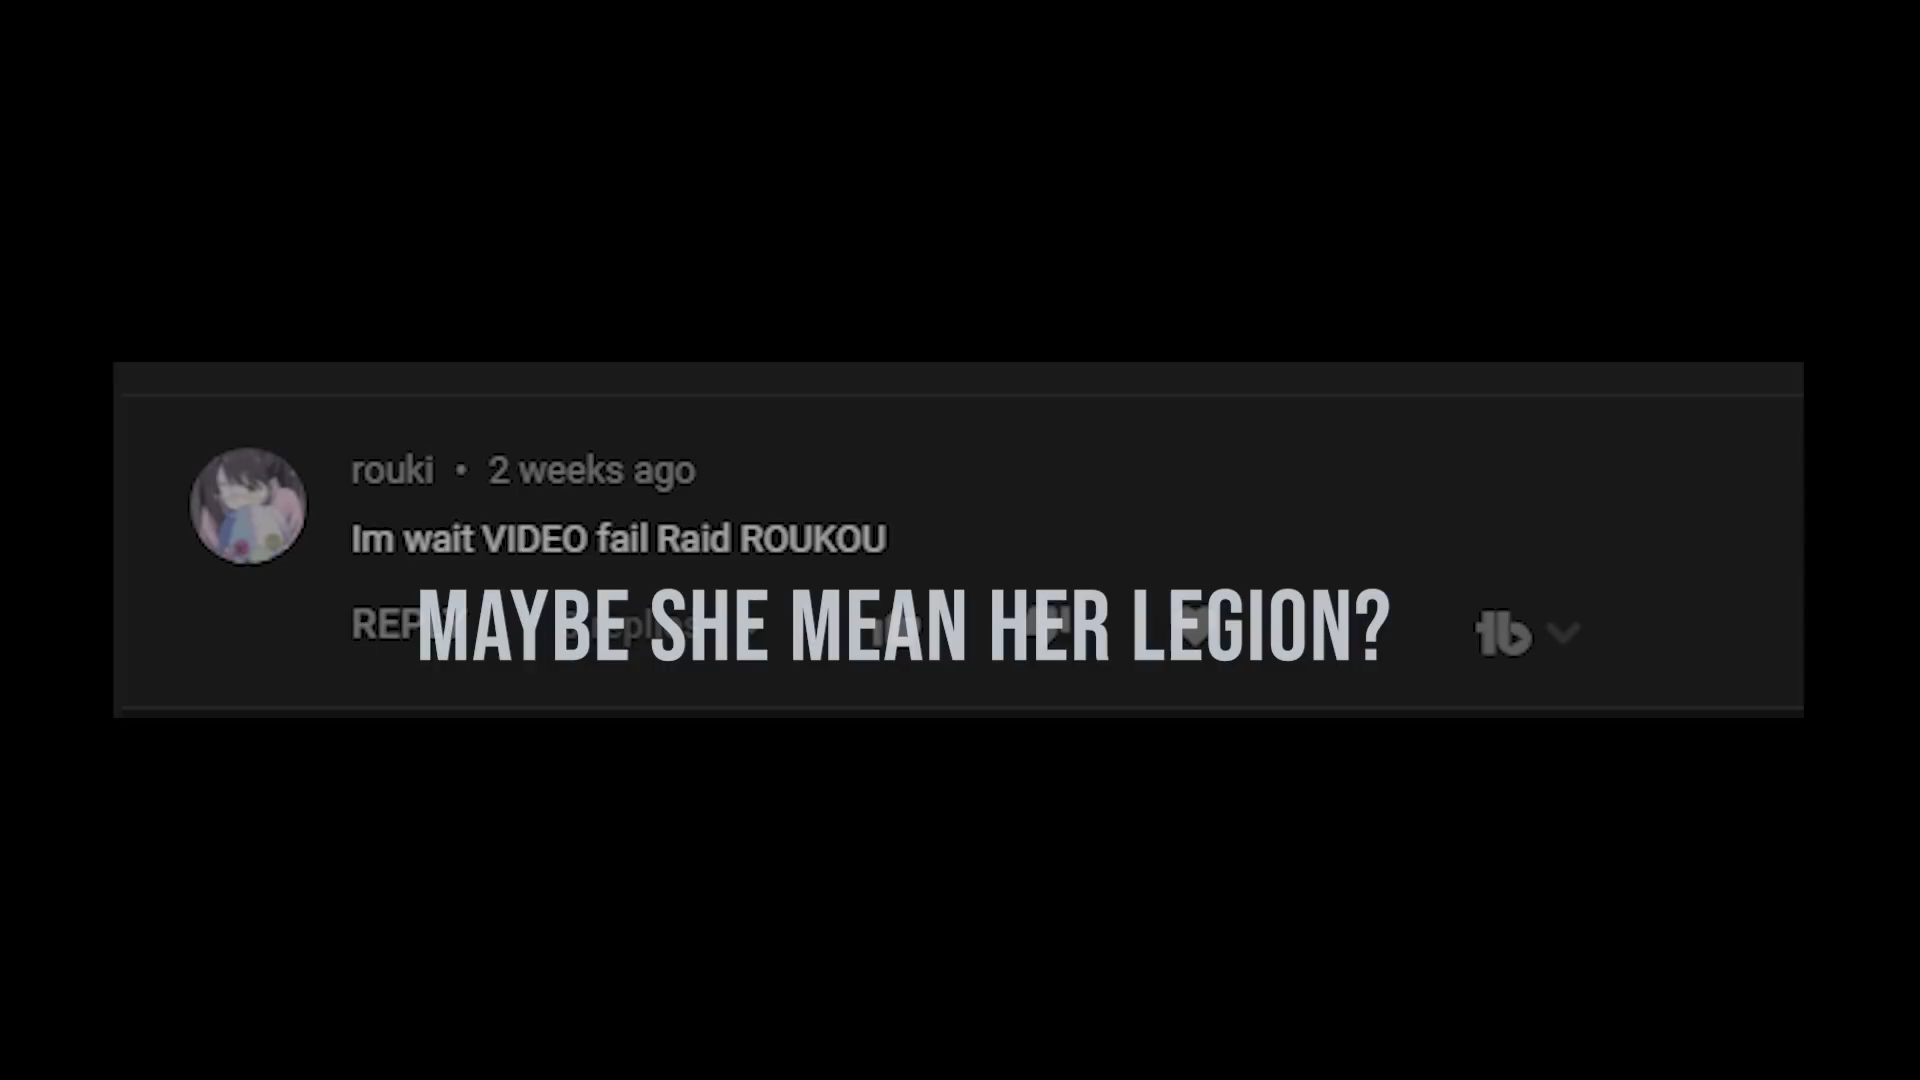 rouki • 2 weeks ago
Im wait VIDEO fail Raid ROUKOU
MAYBE SHE MEAN HER LEGION?